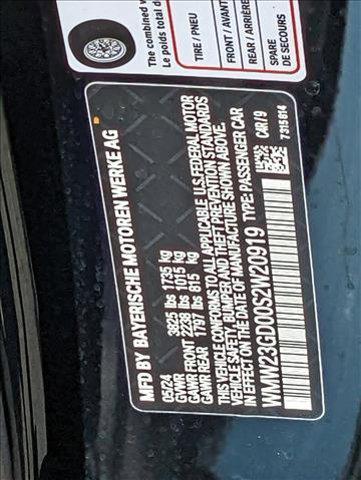 The combined w
Le poids total d
TIRE / PNEU
FRONT / AVANT
REAR / ARRIÈRE
SPARE
DE SECOURS
MFD BY BAYERISCHE MOTOREN WERKE AG
05/24
GVWR 3825 lbs 1735 kg
GAWR FRONT 2238 lbs 1015 kg
GAWR REAR 1797 lbs 815 kg
THIS VEHICLE CONFORMS TO ALL APPLICABLE U.S. FEDERAL MOTOR
VEHICLE SAFETY, BUMPER AND THEFT PREVENTION STANDARDS
IN EFFECT ON THE DATE OF MANUFACTURE SHOWN ABOVE.
WMW23GD00S2W20919 TYPE: PASSENGER CAR
C4R/9
7315614